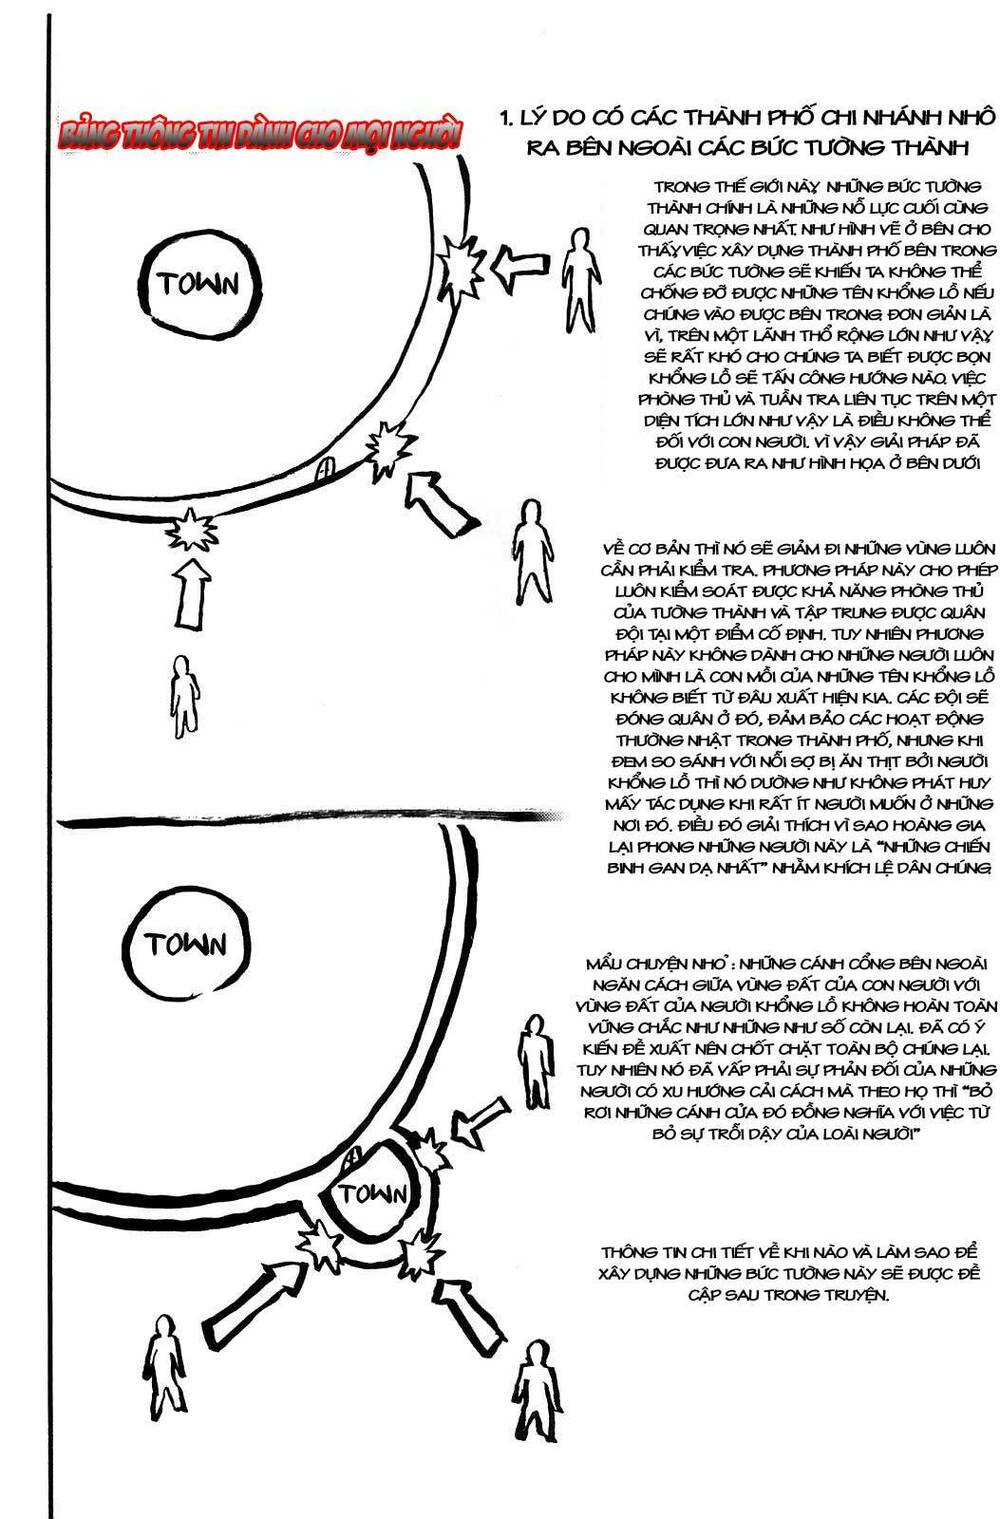 BẢNG THÔNG TIN DÀNH CHO MỌI NGƯỜI
1. LÝ DO CÓ CÁC THÀNH PHỐ CHI NHÁNH NHÔ
RA BÊN NGOÀI CÁC BỨC TƯỜNG THÀNH
TRONG THẾ GIỚI NÀY, NHỮNG BỨC TƯỜNG
THÀNH CHÍNH LÀ NHỮNG NỖ LỰC CUỐI CÙNG
QUAN TRỌNG NHẤT. NHƯ HÌNH VẼ Ở BÊN CHO
THẤY, VIỆC XÂY DỰNG THÀNH PHỐ BÊN TRONG
CÁC BỨC TƯỜNG SẼ KHIẾN TA KHÔNG THỂ
CHỐNG ĐỠ ĐƯỢC NHỮNG TÊN KHỔNG LỒ NẾU
CHÚNG VÀO ĐƯỢC BÊN TRONG. ĐƠN GIẢN LÀ
VÌ, TRÊN MỘT LÃNH THỔ RỘNG LỚN NHƯ VẬY,
SẼ RẤT KHÓ CHO CHÚNG TA BIẾT ĐƯỢC BỌN
KHỔNG LỒ SẼ TẤN CÔNG HƯỚNG NÀO. VIỆC
PHÒNG THỦ VÀ TUẦN TRA LIÊN TỤC TRÊN MỘT
DIỆN TÍCH LỚN NHƯ VẬY LÀ ĐIỀU KHÔNG THỂ
ĐỐI VỚI CON NGƯỜI. VÌ VẬY GIẢI PHÁP ĐÃ
ĐƯỢC ĐƯA RA NHƯ HÌNH HỌA Ở BÊN DƯỚI
TOWN
VỀ CƠ BẢN THÌ NÓ SẼ GIẢM ĐI NHỮNG VÙNG LUÔN
CẦN PHẢI KIỂM TRA. PHƯƠNG PHÁP NÀY CHO PHÉP
LUÔN KIỂM SOÁT ĐƯỢC KHẢ NĂNG PHÒNG THỦ
CỦA TƯỜNG THÀNH VÀ TẬP TRUNG ĐƯỢC QUÂN
ĐỘI TẠI MỘT ĐIỂM CỐ ĐỊNH. TUY NHIÊN PHƯƠNG
PHÁP NÀY KHÔNG DÀNH CHO NHỮNG NGƯỜI LUÔN
CHO MÌNH LÀ CON MỒI CỦA NHỮNG TÊN KHỔNG LỒ
KHÔNG BIẾT TỪ ĐÂU XUẤT HIỆN KIA. CÁC ĐỘI SẼ
ĐÓNG QUÂN Ở ĐÓ, ĐẢM BẢO CÁC HOẠT ĐỘNG
THƯỜNG NHẬT TRONG THÀNH PHỐ, NHƯNG KHI
ĐEM SO SÁNH VỚI NỖI SỢ BỊ ĂN THỊT BỞI NGƯỜI
KHỔNG LỒ THÌ NÓ DƯỜNG NHƯ KHÔNG PHÁT HUY
MẤY TÁC DỤNG KHI RẤT ÍT NGƯỜI MUỐN Ở NHỮNG
NƠI ĐÓ. ĐIỀU ĐÓ GIẢI THÍCH VÌ SAO HOÀNG GIA
LẠI PHONG NHỮNG NGƯỜI NÀY LÀ "NHỮNG CHIẾN
BINH GAN DẠ NHẤT" NHẰM KHÍCH LỆ DÂN CHÚNG.
TOWN
MẨU CHUYỆN NHỎ : NHỮNG CÁNH CỔNG BÊN NGOÀI
NGĂN CÁCH GIỮA VÙNG ĐẤT CỦA CON NGƯỜI VỚI
VÙNG ĐẤT CỦA NGƯỜI KHỔNG LỒ KHÔNG HOÀN TOÀN
VỮNG CHẮC NHƯ NHỮNG NHƯ SỐ CÒN LẠI. ĐÃ CÓ Ý
KIẾN ĐỀ XUẤT NÊN CHỐT CHẶT TOÀN BỘ CHÚNG LẠI.
TUY NHIÊN NÓ ĐÃ VẤP PHẢI SỰ PHẢN ĐỐI CỦA NHỮNG
NGƯỜI CÓ XU HƯỚNG CẢI CÁCH MÀ THEO HỌ THÌ "BỎ
RƠI NHỮNG CÁNH CỬA ĐÓ ĐỒNG NGHĨA VỚI VIỆC TỪ
BỎ SỰ TRỖI DẬY CỦA LOÀI NGƯỜI"
TOWN
THÔNG TIN CHI TIẾT VỀ KHI NÀO VÀ LÀM SAO ĐỂ
XÂY DỰNG NHỮNG BỨC TƯỜNG NÀY SẼ ĐƯỢC ĐỀ
CẬP SAU TRONG TRUYỆN.